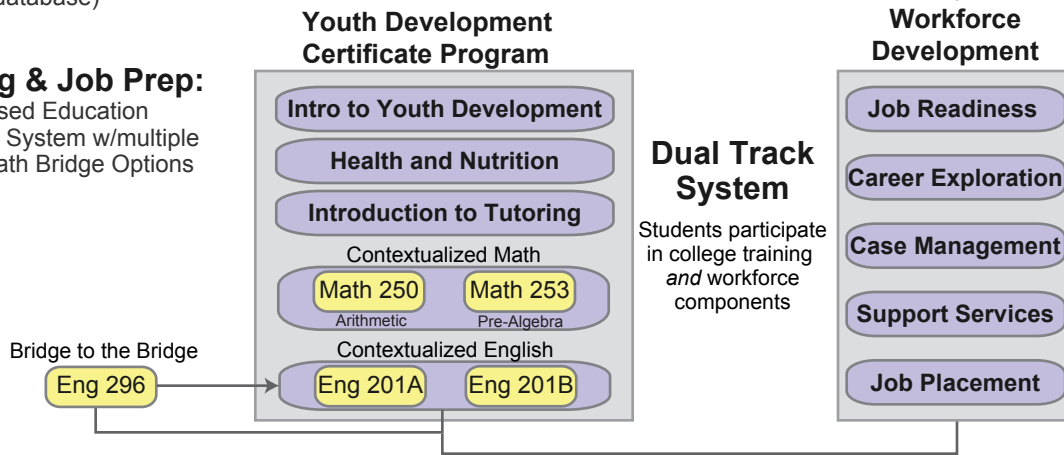 database)
g & Job Prep:
sed Education
System w/multiple
ath Bridge Options
Youth Development
Certificate Program
Intro to Youth Development
Health and Nutrition
Introduction to Tutoring
Contextualized Math
Math 250
Arithmetic
Math 253
Pre-Algebra
Contextualized English
Eng 201A
Eng 201B
Bridge to the Bridge
Eng 296
Dual Track
System
Students participate
in college training
and workforce
components
Workforce
Development
Job Readiness
Career Exploration
Case Management
Support Services
Job Placement